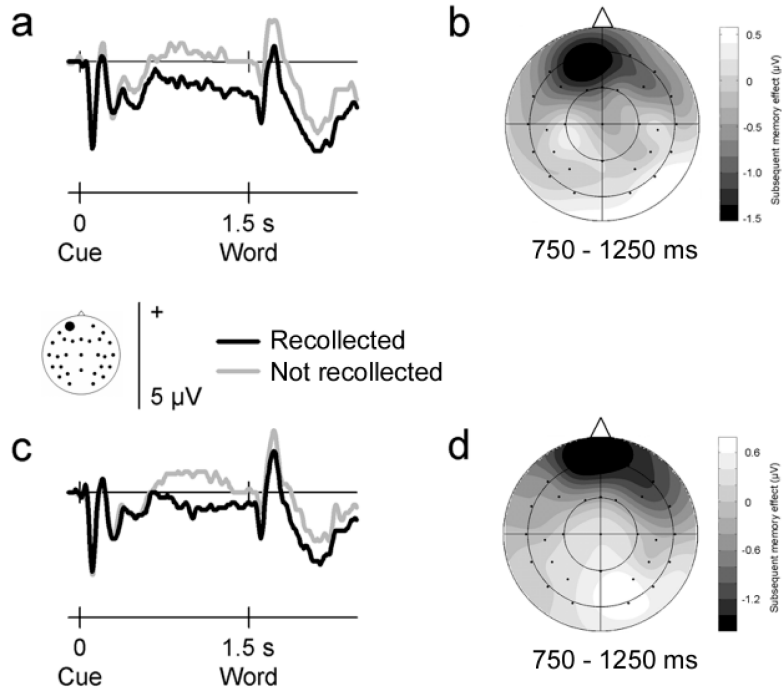 a
b
0
1.5 s
Cue
Word
0.5
0
-0.5
-1.0
-1.5
Subsequent memory effect (µV)
750 - 1250 ms
+
5 µV
Recollected
Not recollected
c
d
0
1.5 s
Cue
Word
0.6
0
-0.6
-1.2
Subsequent memory effect (µV)
750 - 1250 ms